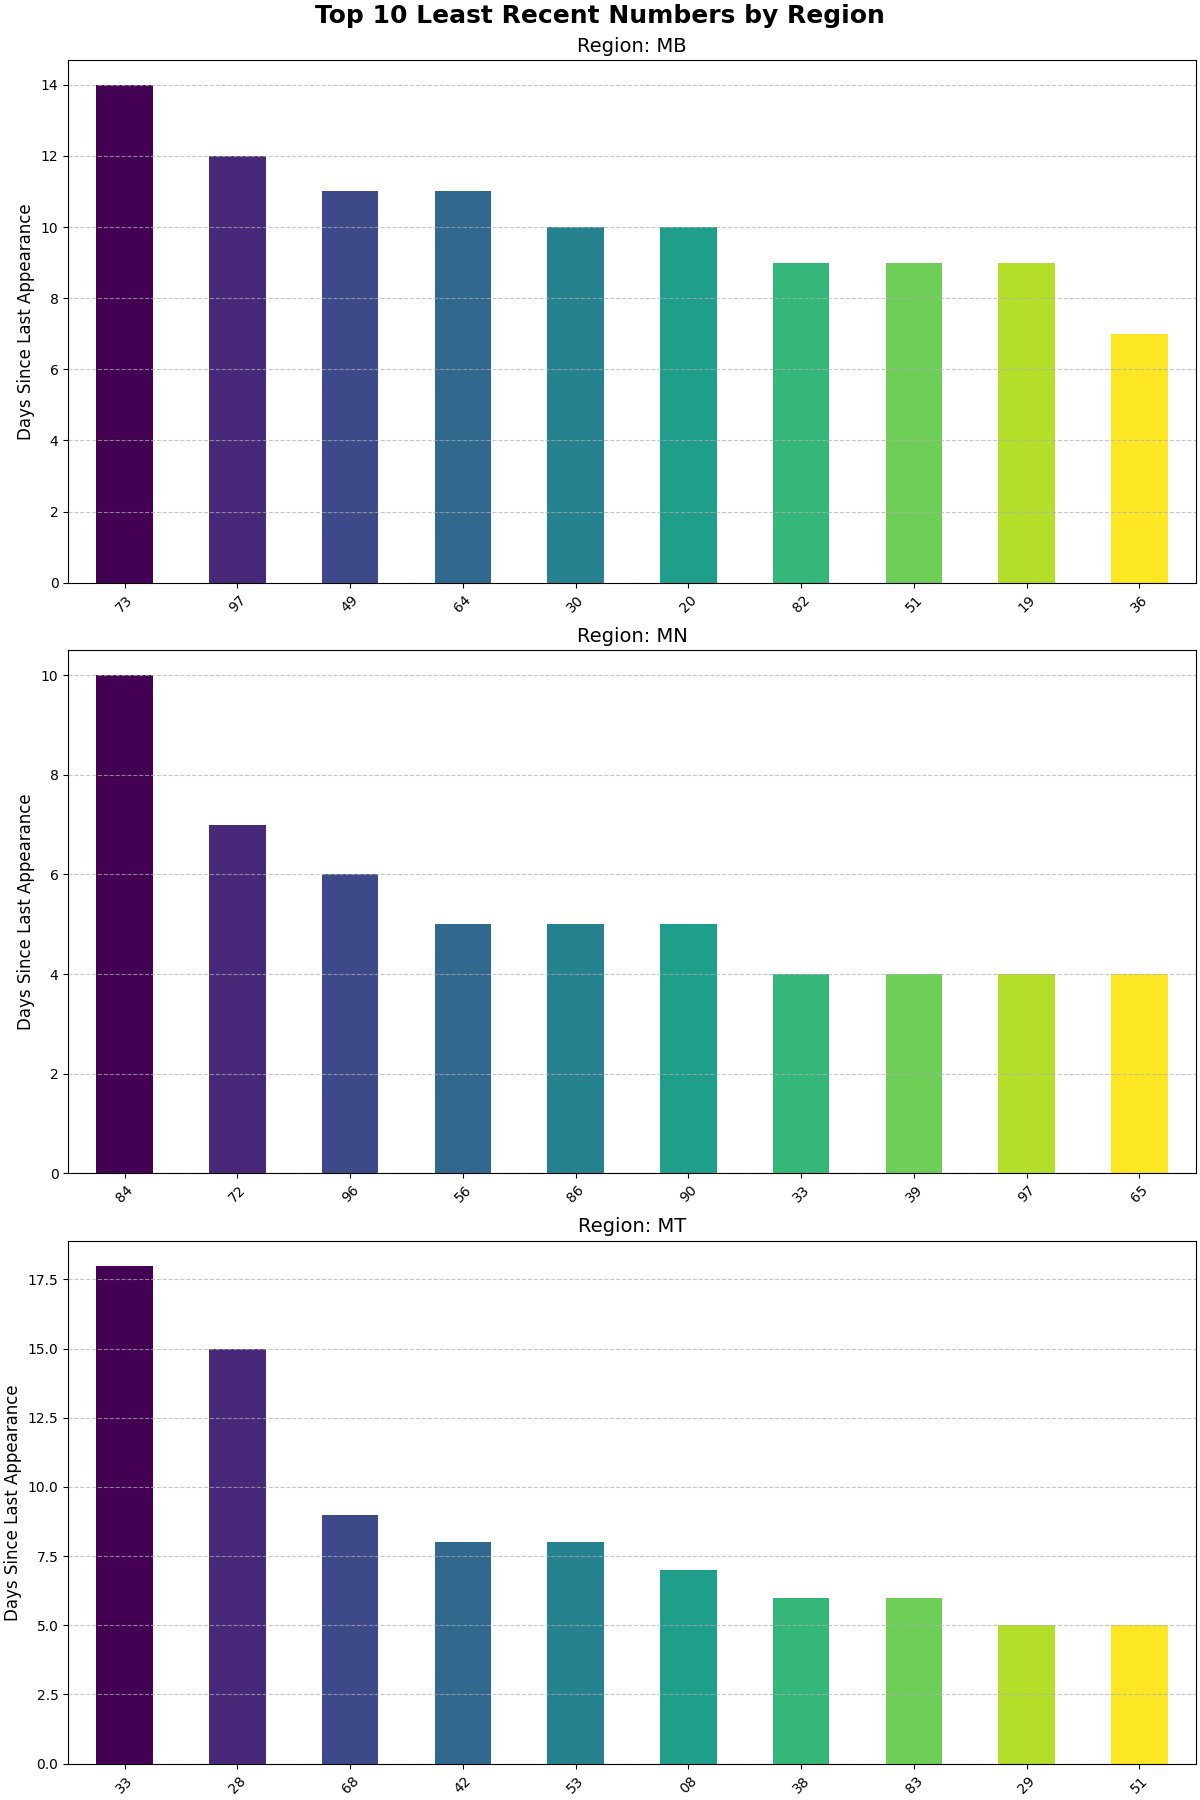 Top 10 Least Recent Numbers by Region
Region: MB
Days Since Last Appearance
14
12
10
8
6
4
2
0
73 97 49 64 30 20 82 51 19 36
Region: MN
Days Since Last Appearance
10
8
6
4
2
0
84 72 96 56 86 90 33 39 97 65
Region: MT
Days Since Last Appearance
17.5
15.0
12.5
10.0
7.5
5.0
2.5
0.0
33 28 68 42 53 08 38 83 29 51